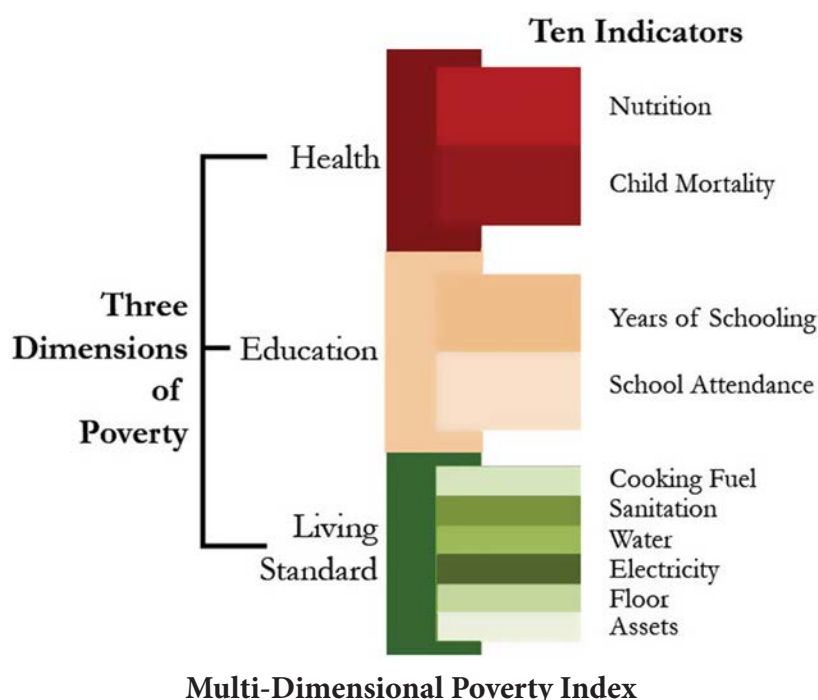 Ten Indicators
Three
Dimensions
of
Poverty
Health
Nutrition
Child Mortality
Education
Years of Schooling
School Attendance
Living
Standard
Cooking Fuel
Sanitation
Water
Electricity
Floor
Assets
Multi-Dimensional Poverty Index